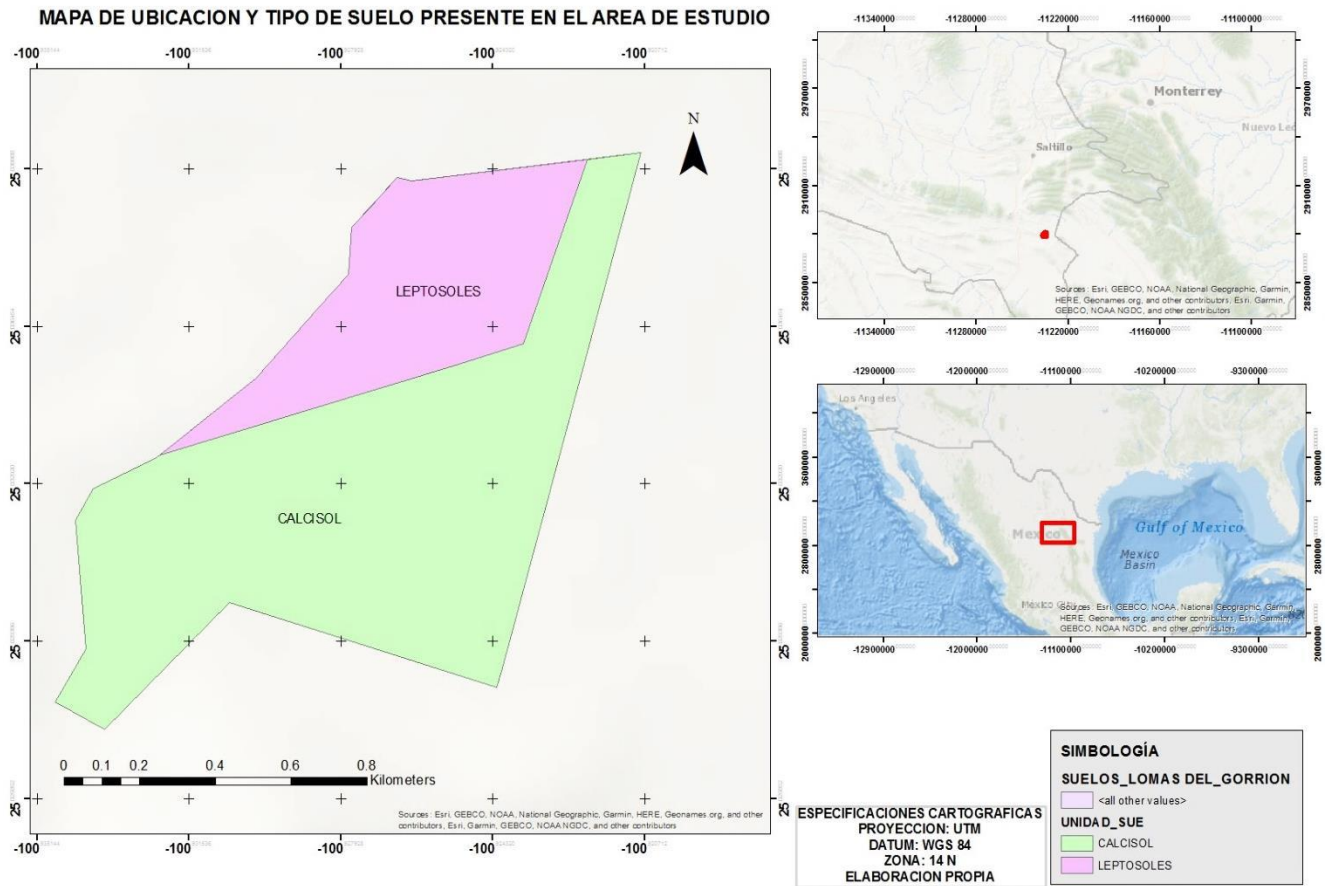 MAPA DE UBICACION Y TIPO DE SUELO PRESENTE EN EL AREA DE ESTUDIO
-100 -100 -100 -100 -100
N
25 25
LEPTOSOLES
25 25
25 25
CALCISOL
25 25
0 0.1 0.2 0.4 0.6 0.8
Kilometers
25 25
Sources: Esri, GEBCO, NOAA, National Geographic, Garmin, HERE, Geonames.org, and other
contributors, Esri, Garmin, GEBCO, NOAA NGDC, and other contributors
-100 -100 -100 -100 -100
-11340000 -11280000 -11220000 -11160000 -11100000
2970000 2970000
Monterrey
Nuevo Leó
Saltillo
2910000 2910000
2850000 2850000
Sources: Esri, GEBCO, NOAA, National Geographic, Garmin,
HERE, Geonames.org, and other contributors, Esri, Garmin,
GEBCO, NOAA NGDC, and other contributors
-11340000 -11280000 -11220000 -11160000 -11100000
-12900000 -12000000 -11100000 -10200000 -9300000
Los Angeles
3600000 3600000
Mexico
Gulf of Mexico
2800000 2800000
Mexico
Basin
Mexico City
Sources: Esri, GEBCO, NOAA, National Geographic, Garmin,
HERE, Geonames.org, and other contributors, Esri, Garmin,
GEBCO, NOAA NGDC, and other contributors
2000000 2000000
-12900000 -12000000 -11100000 -10200000 -9300000
ESPECIFICACIONES CARTOGRAFICAS
PROYECCION: UTM
DATUM: WGS 84
ZONA: 14 N
ELABORACION PROPIA
SIMBOLOGÍA
SUELOS_LOMAS DEL_GORRION
<all other values>
UNIDAD_SUE
CALCISOL
LEPTOSOLES